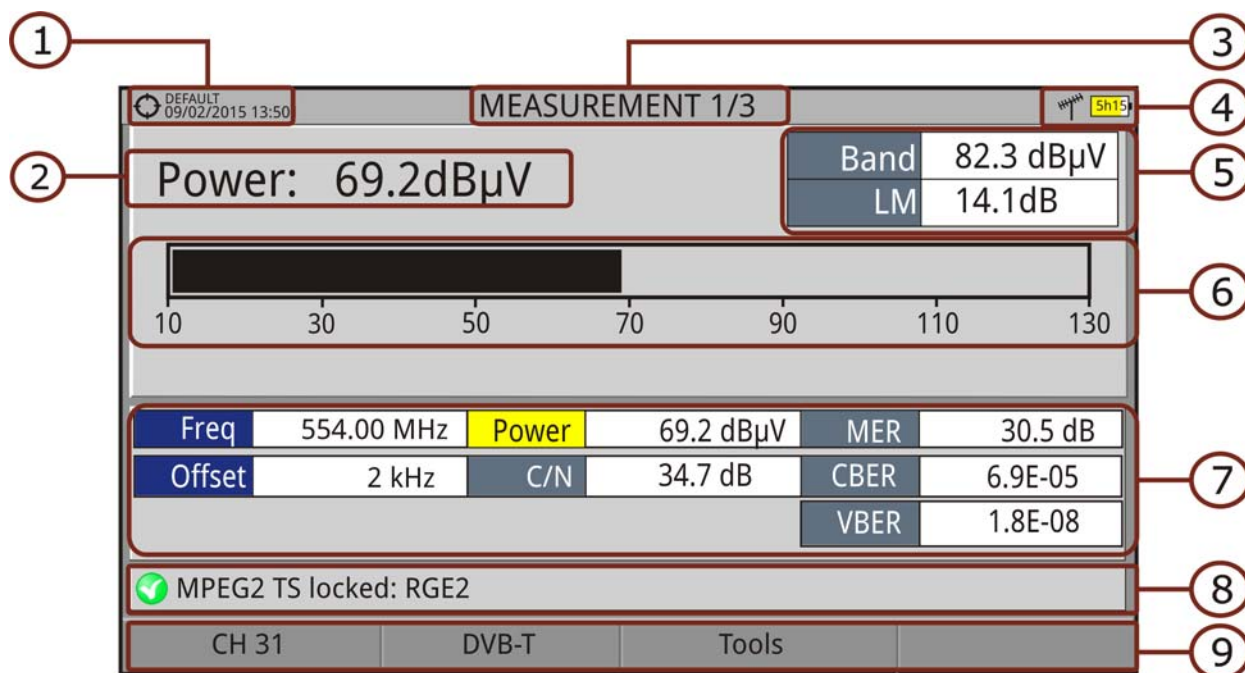 1
3
DEFAULT
09/02/2015 13:50
MEASUREMENT 1/3
5h15
4
2
Power: 69.2dBµV
Band 82.3 dBµV
LM 14.1dB
5
6
10 30 50 70 90 110 130
Freq 554.00 MHz Power 69.2 dBµV MER 30.5 dB
Offset 2 kHz C/N 34.7 dB CBER 6.9E-05
7
VBER 1.8E-08
MPEG2 TS locked: RGE2
8
CH 31 DVB-T Tools
9